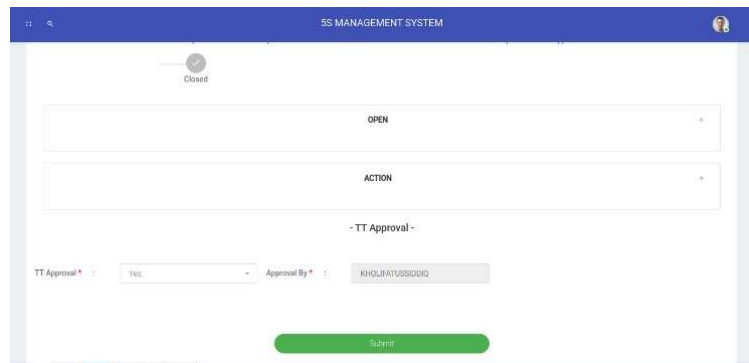 5S MANAGEMENT SYSTEM
Closed
OPEN
ACTION
- TT Approval -
TT Approval * : Yes Approval By * : KHOLIFATUSSIDDIQ
Submit